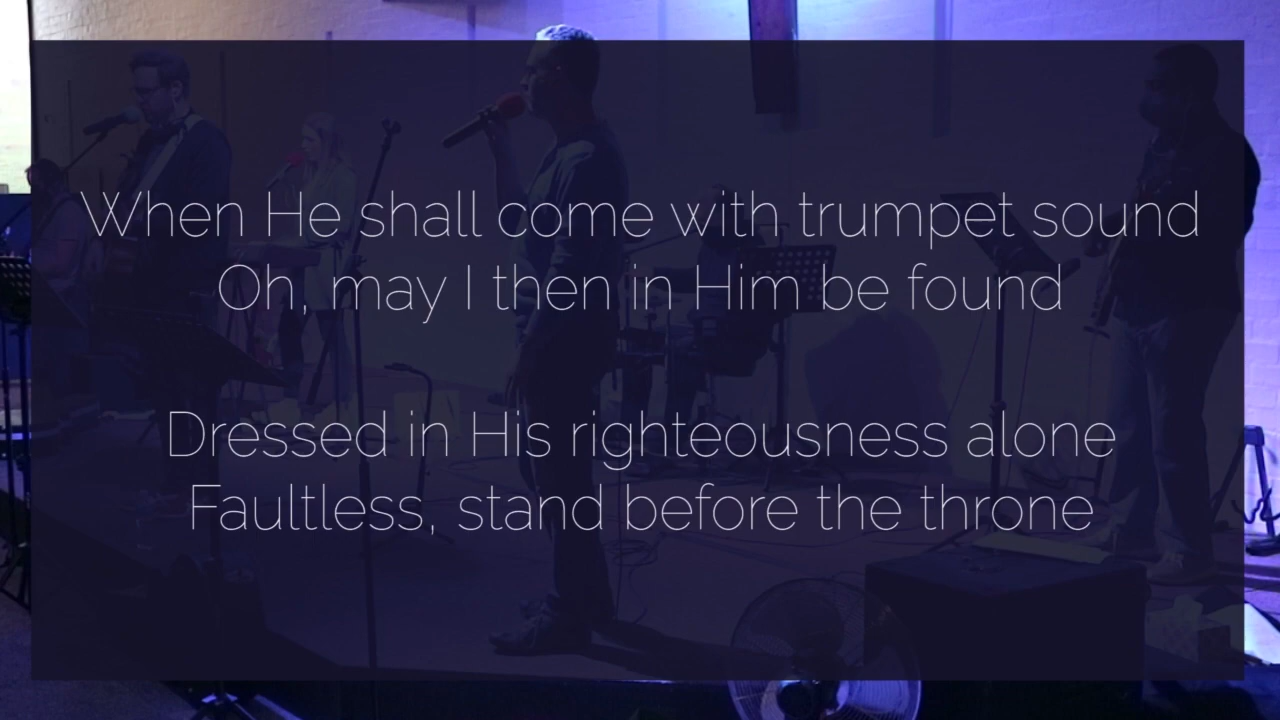 When He shall come with trumpet sound
Oh, may I then in Him be found
Dressed in His righteousness alone
Faultless, stand before the throne